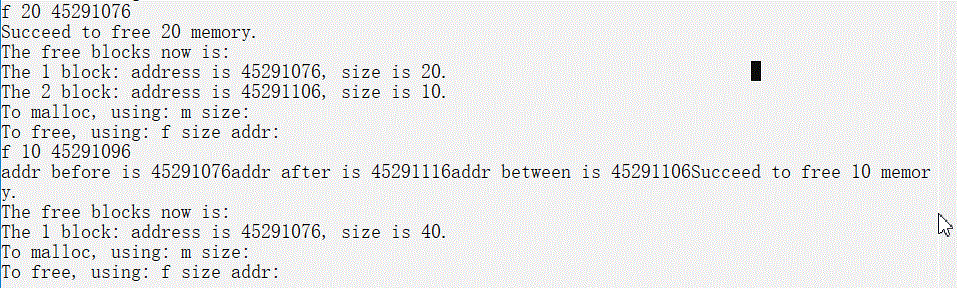 f 20 45291076
Succeed to free 20 memory.
The free blocks now is:
The 1 block: address is 45291076, size is 20.
The 2 block: address is 45291106, size is 10.
To malloc, using: m size:
To free, using: f size addr:
f 10 45291096
addr before is 45291076addr after is 45291116addr between is 45291106Succeed to free 10 memor
y.
The free blocks now is:
The 1 block: address is 45291076, size is 40.
To malloc, using: m size:
To free, using: f size addr: